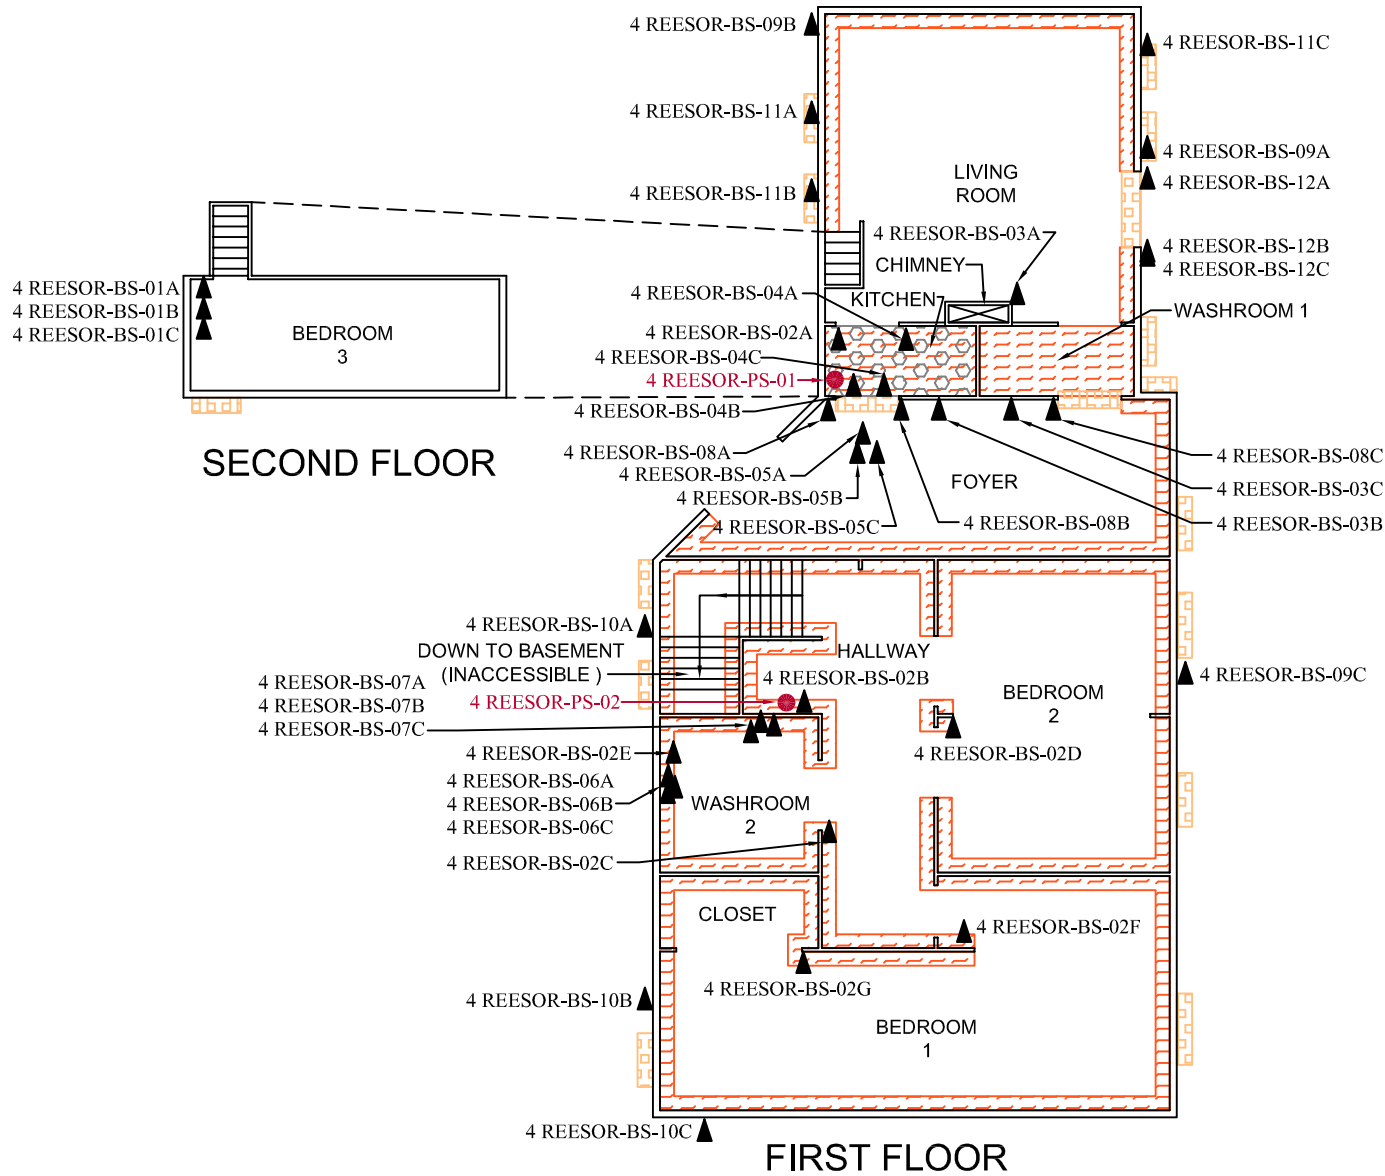 4 REESOR-BS-09B
4 REESOR-BS-11C
4 REESOR-BS-11A
4 REESOR-BS-09A
LIVING
ROOM
4 REESOR-BS-12A
4 REESOR-BS-11B
4 REESOR-BS-03A
4 REESOR-BS-12B
CHIMNEY
4 REESOR-BS-12C
4 REESOR-BS-01A
4 REESOR-BS-01B
4 REESOR-BS-01C
BEDROOM
3
4 REESOR-BS-04A
KITCHEN
WASHROOM 1
4 REESOR-BS-02A
4 REESOR-BS-04C
4 REESOR-PS-01
4 REESOR-BS-04B
4 REESOR-BS-08A
SECOND FLOOR
4 REESOR-BS-05A
4 REESOR-BS-05B
4 REESOR-BS-05C
FOYER
4 REESOR-BS-08B
4 REESOR-BS-08C
4 REESOR-BS-03C
4 REESOR-BS-03B
4 REESOR-BS-10A
DOWN TO BASEMENT
(INACCESSIBLE )
HALLWAY
4 REESOR-BS-07A
4 REESOR-BS-07B
4 REESOR-BS-07C
4 REESOR-BS-02B
4 REESOR-PS-02
BEDROOM
2
4 REESOR-BS-09C
4 REESOR-BS-02E
4 REESOR-BS-02D
4 REESOR-BS-06A
4 REESOR-BS-06B
4 REESOR-BS-06C
WASHROOM
2
4 REESOR-BS-02C
CLOSET
4 REESOR-BS-02F
4 REESOR-BS-02G
4 REESOR-BS-10B
BEDROOM
1
4 REESOR-BS-10C
FIRST FLOOR